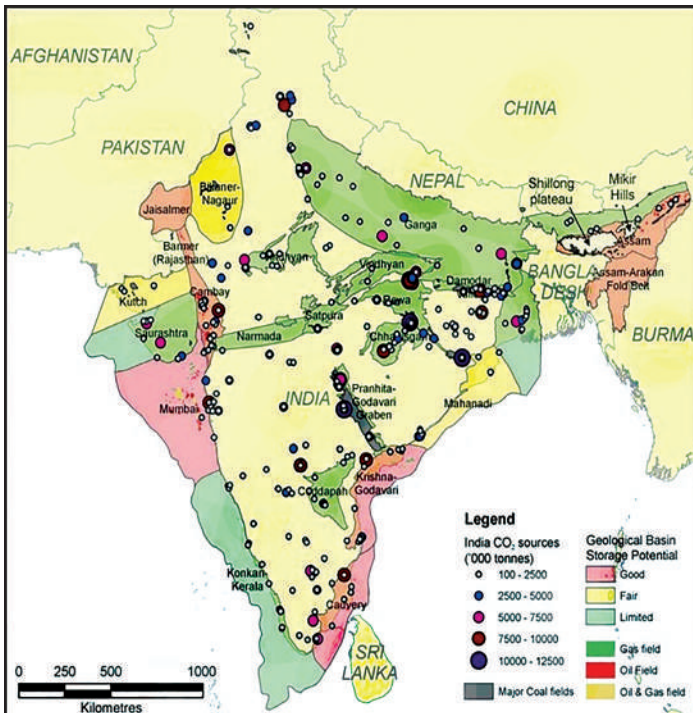 AFGHANISTAN
CHINA
PAKISTAN
NEPAL
Shillong
plateau
Mikir
Hills
Bikaner-
Nagaur
Jaisalmer
Ganga
Assam
Barmer
(Rajasthan)
Vindhyan
Vindhyan
Damodar
BANGLA
DESH
Assam-Arakan
Fold Belt
Kutch
Cambay
Rewa
Satpura
BURMA
Saurashtra
Narmada
Chhattisgarh
INDIA
Pranhita-
Godavari
Graben
Mahanadi
Mumbai
Krishna-
Godavari
Cuddapah
Konkan-
Kerala
Cauvery
SRI
LANKA
Legend
India CO₂ sources
('000 tonnes)
100 - 2500
2500 - 5000
5000 - 7500
7500 - 10000
10000 - 12500
Major Coal fields
Geological Basin
Storage Potential
Good
Fair
Limited
Gas field
Oil Field
Oil & Gas field
0 250 500 1000
Kilometres